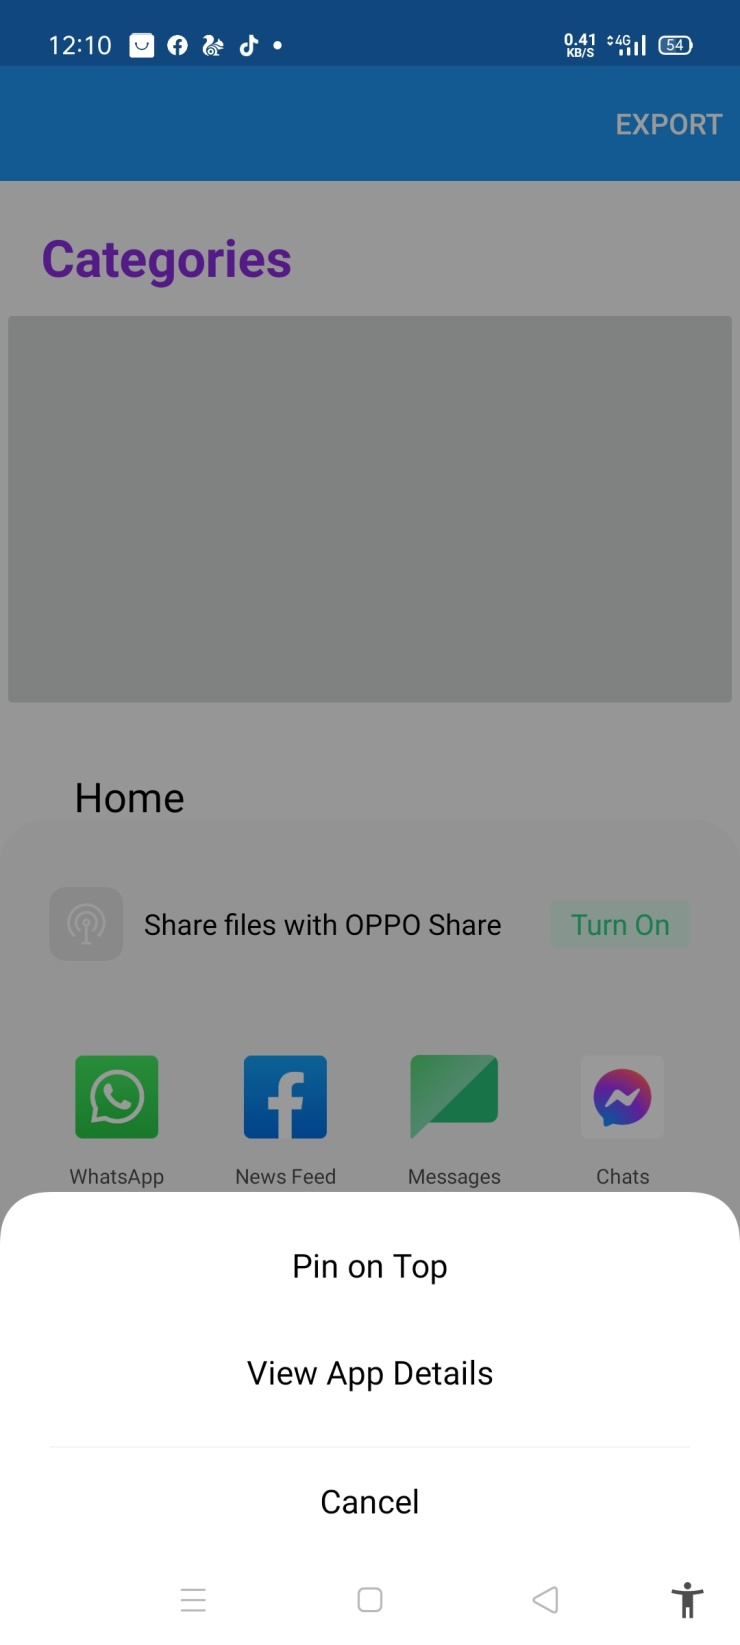 12:10
0.41
KB/S
4G
54
EXPORT
Categories
Home
Share files with OPPO Share
Turn On
WhatsApp
News Feed
Messages
Chats
Pin on Top
View App Details
Cancel